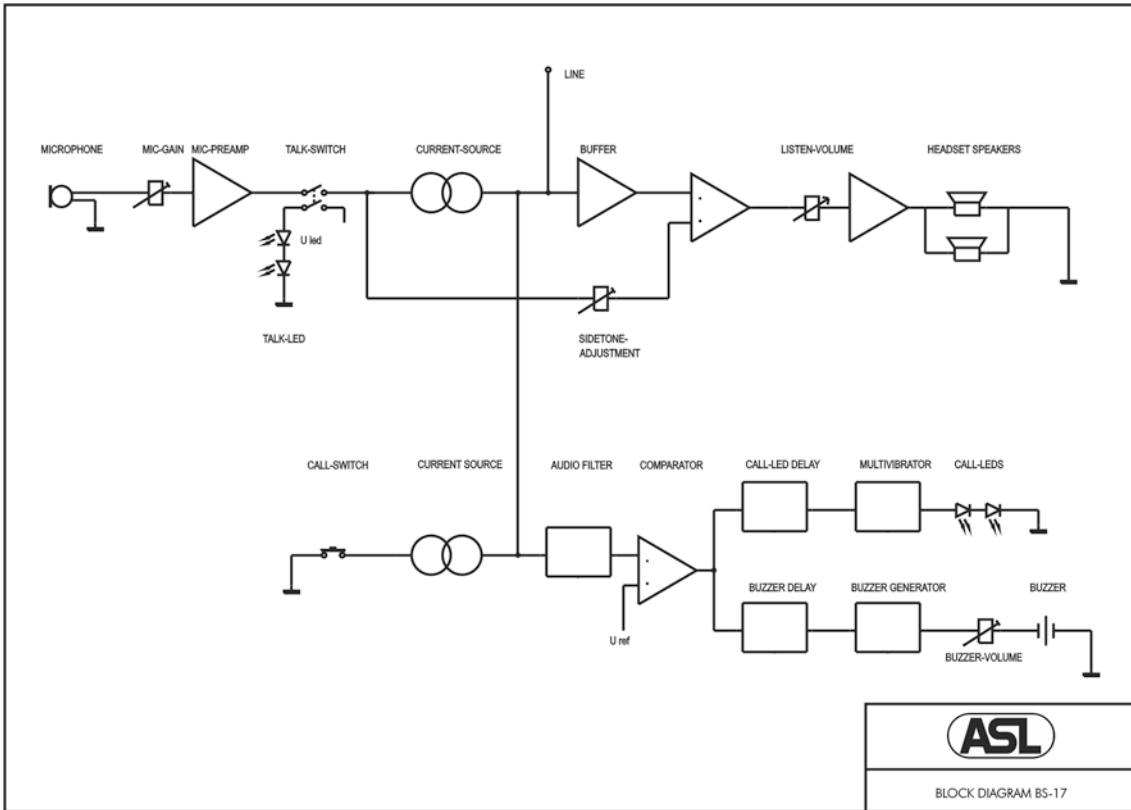 LINE
MICROPHONE
MIC-GAIN
MIC-PREAMP
TALK-SWITCH
CURRENT-SOURCE
BUFFER
LISTEN-VOLUME
HEADSET SPEAKERS
U led
TALK-LED
SIDETONE-
ADJUSTMENT
CALL-SWITCH
CURRENT SOURCE
AUDIO FILTER
COMPARATOR
CALL-LED DELAY
MULTIVIBRATOR
CALL-LEDS
U ref
BUZZER DELAY
BUZZER GENERATOR
BUZZER
BUZZER-VOLUME
ASL
BLOCK DIAGRAM BS-17